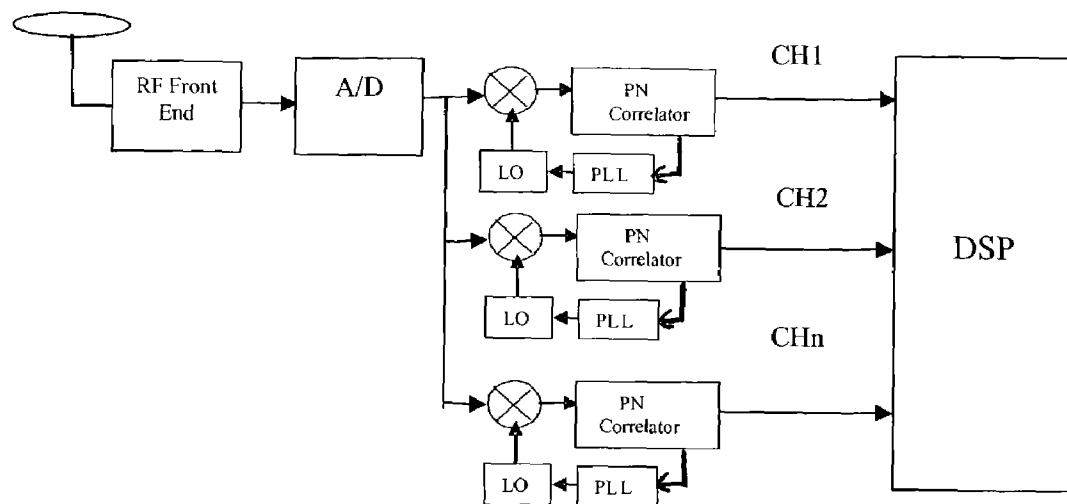 CH1
RF Front
End
A/D
PN
Correlator
LO
PLL
CH2
PN
Correlator
DSP
LO
PLL
CHn
PN
Correlator
LO
PLL